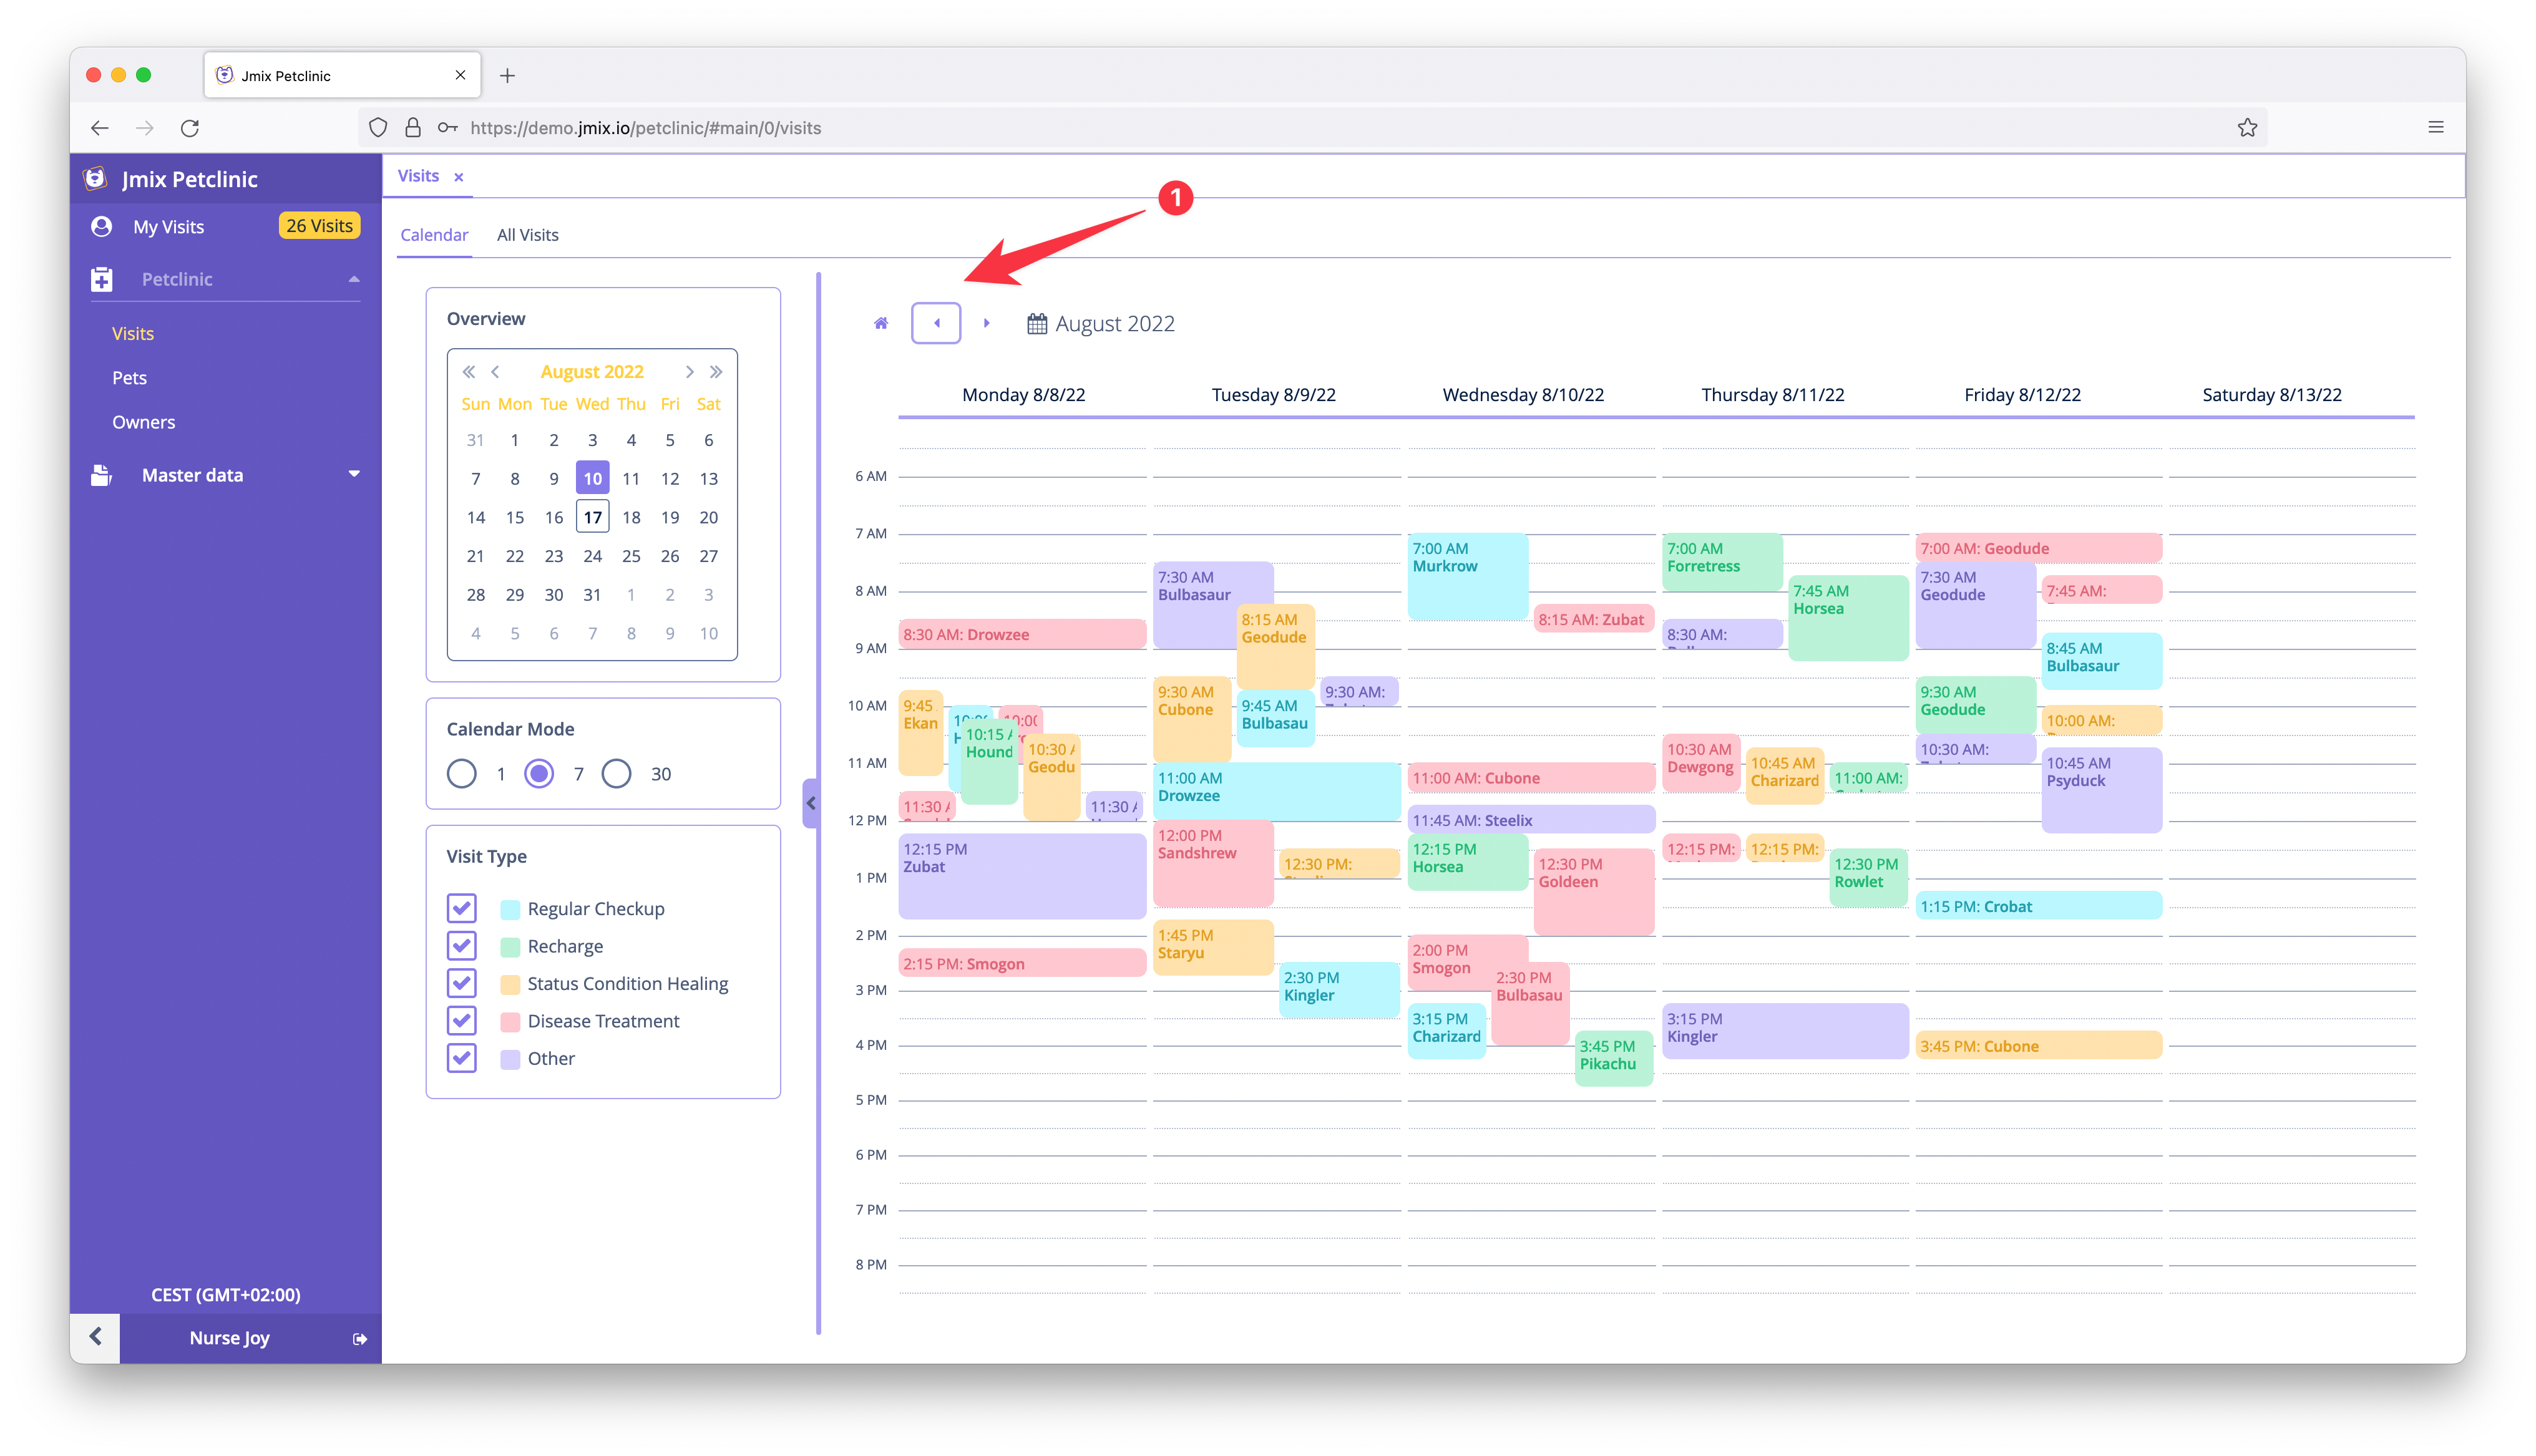 Jmix Petclinic
https://demo.jmix.io/petclinic/#main/0/visits
Jmix Petclinic
My Visits 26 Visits
Petclinic
Visits
Pets
Owners
Master data
CEST (GMT+02:00)
Nurse Joy
Visits
1
Calendar All Visits
Overview
August 2022
Sun Mon Tue Wed Thu Fri Sat
31 1 2 3 4 5 6
7 8 9 10 11 12 13
14 15 16 17 18 19 20
21 22 23 24 25 26 27
28 29 30 31 1 2 3
4 5 6 7 8 9 10
Calendar Mode
1 7 30
Visit Type
Regular Checkup
Recharge
Status Condition Healing
Disease Treatment
Other
August 2022
Monday 8/8/22 Tuesday 8/9/22 Wednesday 8/10/22 Thursday 8/11/22 Friday 8/12/22 Saturday 8/13/22
6 AM
7 AM
8 AM
9 AM
10 AM
11 AM
12 PM
1 PM
2 PM
3 PM
4 PM
5 PM
6 PM
7 PM
8 PM
8:30 AM: Drowzee
9:45
Ekan
10:15
Hound
10:30
Geodu
11:30
11:30
12:15 PM
Zubat
2:15 PM: Smogon
7:30 AM
Bulbasaur
8:15 AM
Geodude
9:30 AM
Cubone
9:45 AM
Bulbasau
9:30 AM:
11:00 AM
Drowzee
12:00 PM
Sandshrew
12:30 PM:
1:45 PM
Staryu
2:30 PM
Kingler
7:00 AM
Murkrow
8:15 AM: Zubat
11:00 AM: Cubone
11:45 AM: Steelix
12:15 PM
Horsea
12:30 PM
Goldeen
2:00 PM
Smogon
2:30 PM
Bulbasau
3:15 PM
Charizard
3:45 PM
Pikachu
7:00 AM
Forretress
7:45 AM
Horsea
8:30 AM:
10:30 AM
Dewgong
10:45 AM
Charizard
11:00 AM:
12:15 PM:
12:15 PM:
12:30 PM
Rowlet
3:15 PM
Kingler
7:00 AM: Geodude
7:30 AM
Geodude
7:45 AM:
8:45 AM
Bulbasaur
9:30 AM
Geodude
10:00 AM:
10:30 AM:
10:45 AM
Psyduck
1:15 PM: Crobat
3:45 PM: Cubone